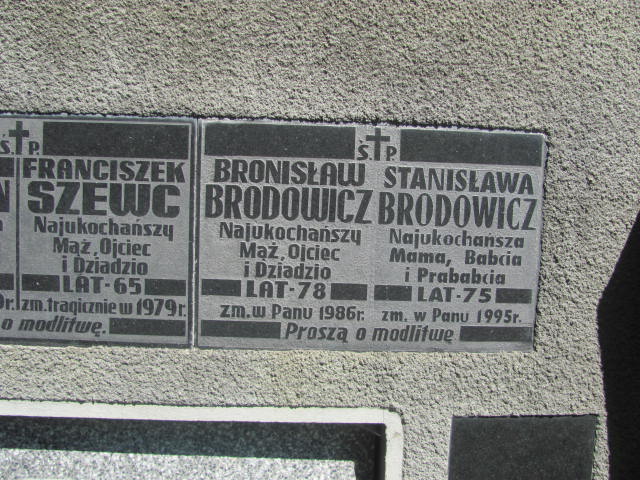 Ś P.
FRANCISZEK
SZEWC
Najukochańszy
Mąż, Ojciec
i Dziadzio
LAT-65
zm. tragicznie w 1979r.
o modlitwę.
Ś P.
BRONISŁAW
BRODOWICZ
Najukochańszy
Mąż, Ojciec
i Dziadzio
LAT-78
zm. w Panu 1986r.
STANISŁAWA
BRODOWICZ
Najukochańsza
Mama, Babcia
i Prababcia
LAT-75
zm. w Panu 1995r.
Proszą o modlitwę